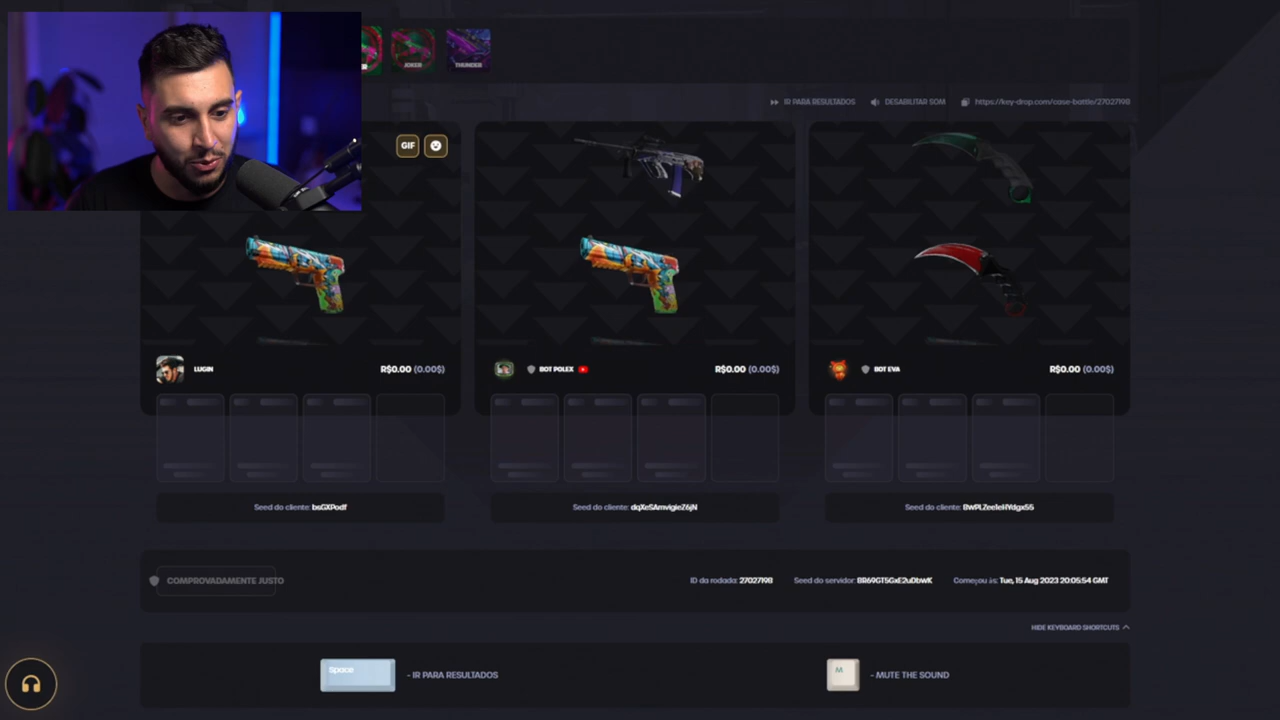 JOKER
THUNDER
IR PARA RESULTADOS
DESABILITAR SOM
https://key-drop.com/case-battle/27027198
GIF
LUGIN
R$0.00 (0.00$)
BOT POLEX
R$0.00 (0.00$)
BOT EVA
R$0.00 (0.00$)
Seed do cliente: bsGXPodf
Seed do cliente: dqXeSAmvigieZ6jN
Seed do cliente: BWPLZee1eHYdgx55
COMPROVADAMENTE JUSTO
ID da rodada: 27027198
Seed do servidor: BR69GT5GxE2uDbwK
Começou às: Tue, 15 Aug 2023 20:05:54 GMT
HIDE KEYBOARD SHORTCUTS
Space
- IR PARA RESULTADOS
M
- MUTE THE SOUND